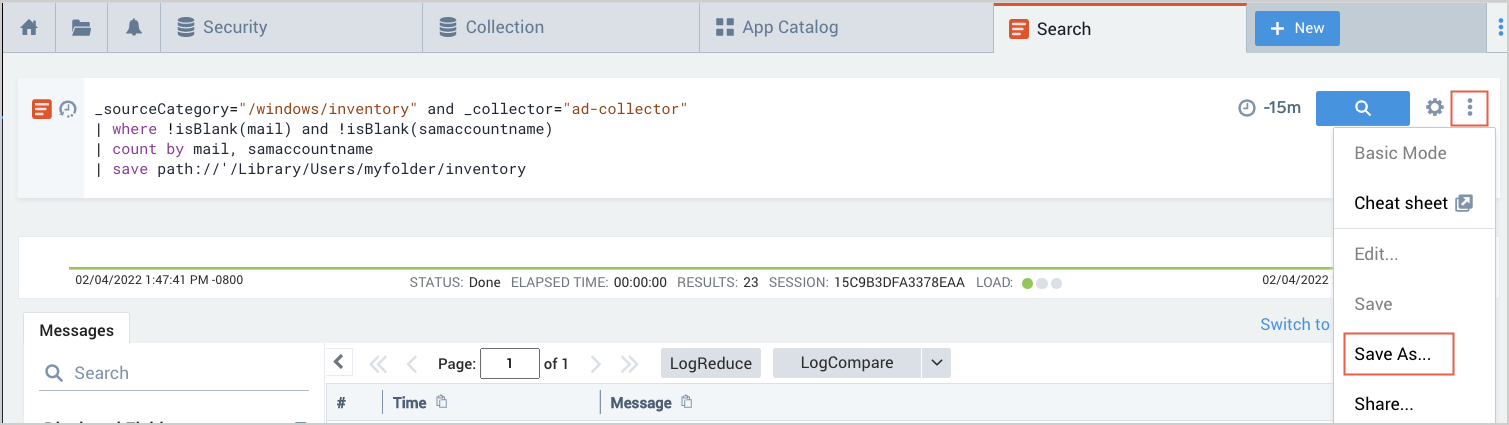 Security
Collection
App Catalog
Search
+ New
_sourceCategory="/windows/inventory" and _collector="ad-collector"
| where !isBlank(mail) and !isBlank(samaccountname)
| count by mail, samaccountname
| save path://'/Library/Users/myfolder/inventory
-15m
Basic Mode
Cheat sheet
Edit...
Save
Save As...
Share...
02/04/2022 1:47:41 PM -0800
STATUS: Done ELAPSED TIME: 00:00:00 RESULTS: 23 SESSION: 15C9B3DFA3378EAA LOAD:
02/04/2022
Messages
Switch to
Search
Page: 1 of 1
LogReduce
LogCompare
# Time Message